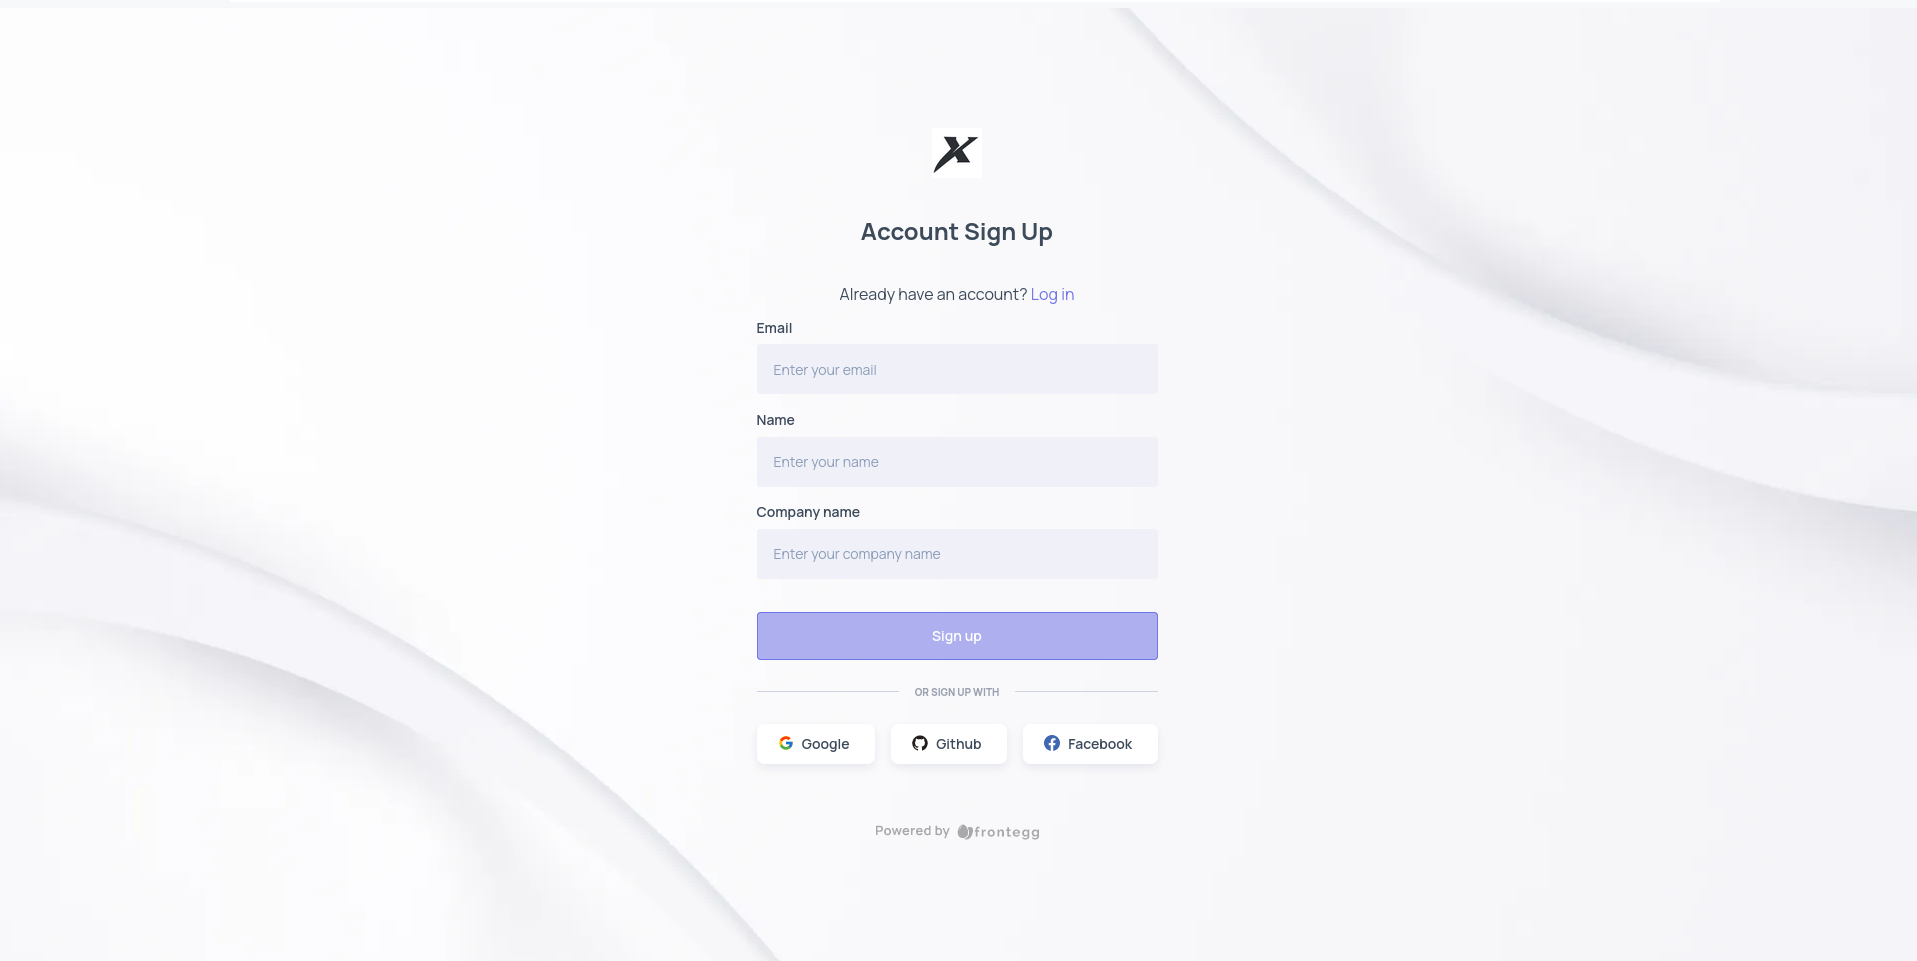 Account Sign Up
Already have an account? Log in
Email
Enter your email
Name
Enter your name
Company name
Enter your company name
Sign up
OR SIGN UP WITH
Google Github Facebook
Powered by frontegg